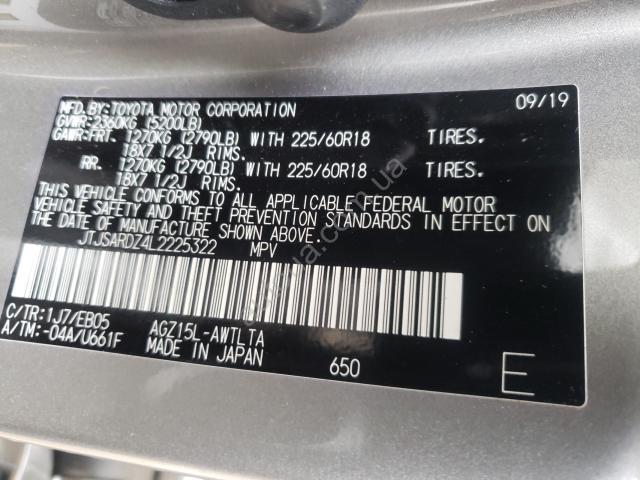 MFD.BY:TOYOTA MOTOR CORPORATION 09/19
GVWR:2360KG (5200LB)
GAWR:FRT 1270KG (2790LB) WITH 225/60R18 TIRES.
18X7 1/2J RIMS.
RR. 1270KG (2790LB) WITH 225/60R18 TIRES.
18X7 1/2J RIMS.
THIS VEHICLE CONFORMS TO ALL APPLICABLE FEDERAL MOTOR
VEHICLE SAFETY AND THEFT PREVENTION STANDARDS IN EFFECT ON
THE DATE OF MANUFACTURE SHOWN ABOVE.
JTJSARDZ4L2225322 MPV
C/TR:1J7/EB05 AGZ15L-AWTLTA
A/TM:-04A/U661F MADE IN JAPAN 650 E